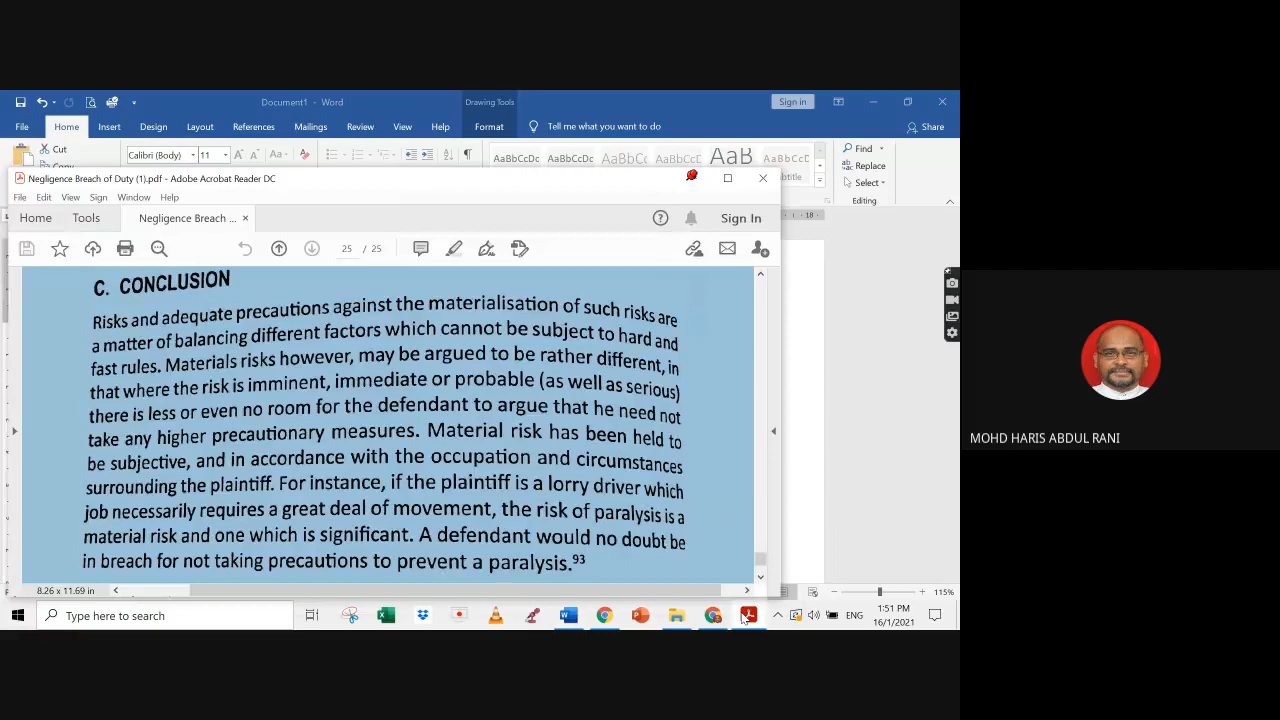 Document1 - Word
Drawing Tools
Sign in
File Home Insert Design Layout References Mailings Review View Help Format Tell me what you want to do Share
Cut
Copy
Calibri (Body) 11
AaBbCcDc AaBbCcDc AaBbCc AaBbCcC AaB AaBbCcC
Find
Replace
Select
Editing
Negligence Breach of Duty (1).pdf - Adobe Acrobat Reader DC
File Edit View Sign Window Help
Home Tools Negligence Breach ... Sign In
25 / 25
18
C. CONCLUSION
Risks and adequate precautions against the materialisation of such risks are
a matter of balancing different factors which cannot be subject to hard and
fast rules. Materials risks however, may be argued to be rather different, in
that where the risk is imminent, immediate or probable (as well as serious)
there is less or even no room for the defendant to argue that he need not
take any higher precautionary measures. Material risk has been held to
be subjective, and in accordance with the occupation and circumstances
surrounding the plaintiff. For instance, if the plaintiff is a lorry driver which
job necessarily requires a great deal of movement, the risk of paralysis is a
material risk and one which is significant. A defendant would no doubt be
in breach for not taking precautions to prevent a paralysis.93
8.26 x 11.69 in
115%
Type here to search
ENG
1:51 PM
16/1/2021
MOHD HARIS ABDUL RANI